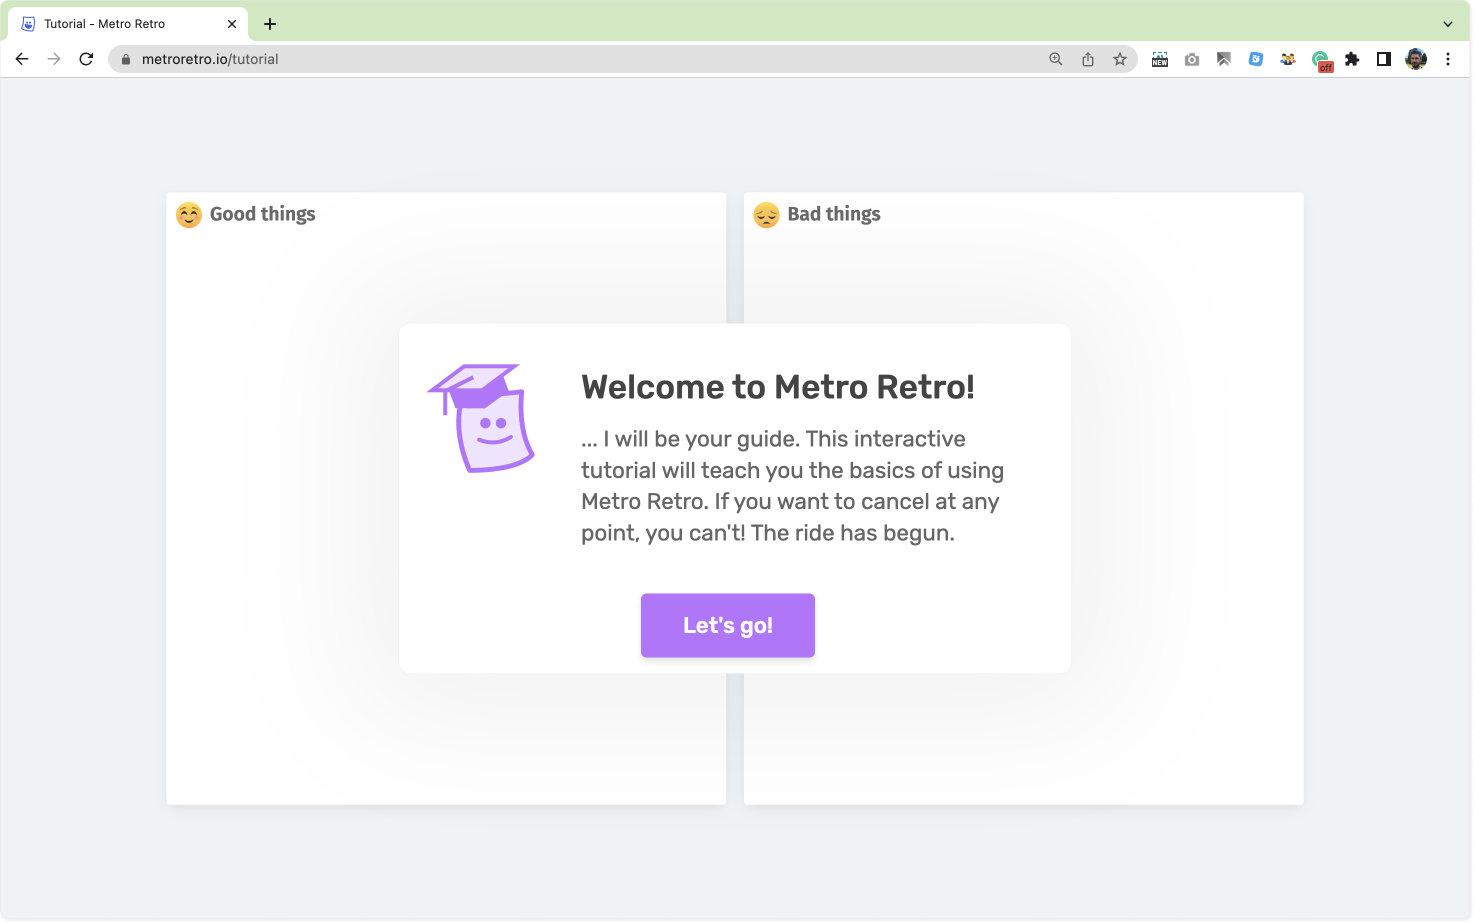 Tutorial - Metro Retro
metroretro.io/tutorial
NEW
off
Good things
Bad things
Welcome to Metro Retro!
... I will be your guide. This interactive
tutorial will teach you the basics of using
Metro Retro. If you want to cancel at any
point, you can't! The ride has begun.
Let's go!